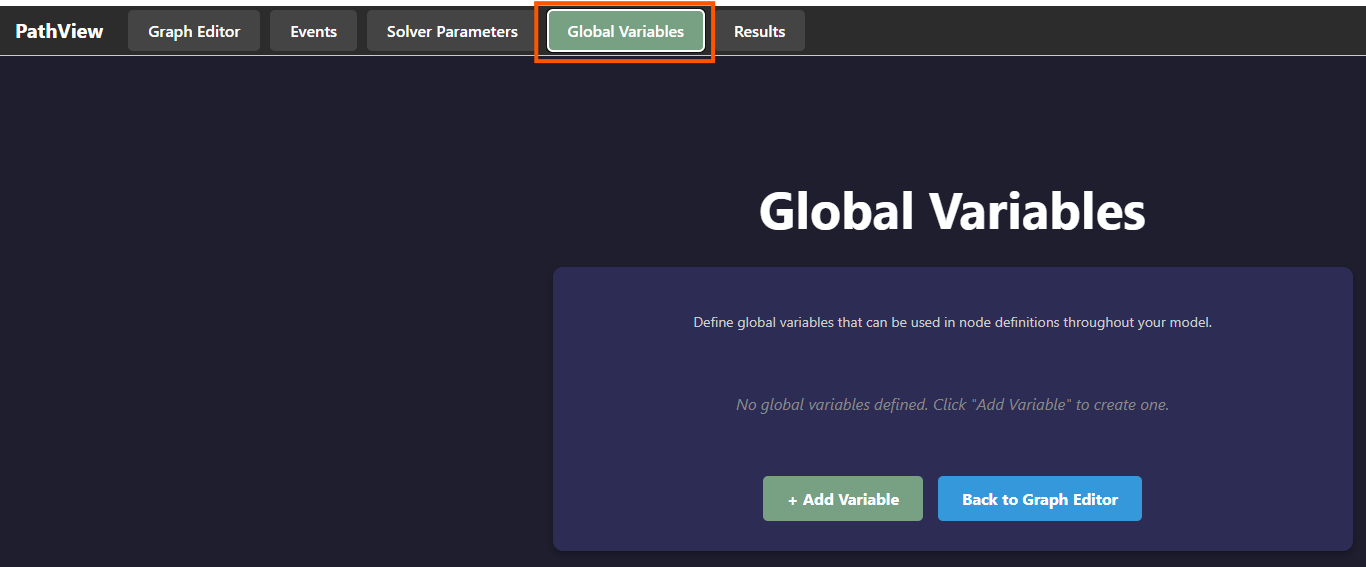 PathView Graph Editor Events Solver Parameters Global Variables Results
Global Variables
Define global variables that can be used in node definitions throughout your model.
No global variables defined. Click "Add Variable" to create one.
+ Add Variable Back to Graph Editor